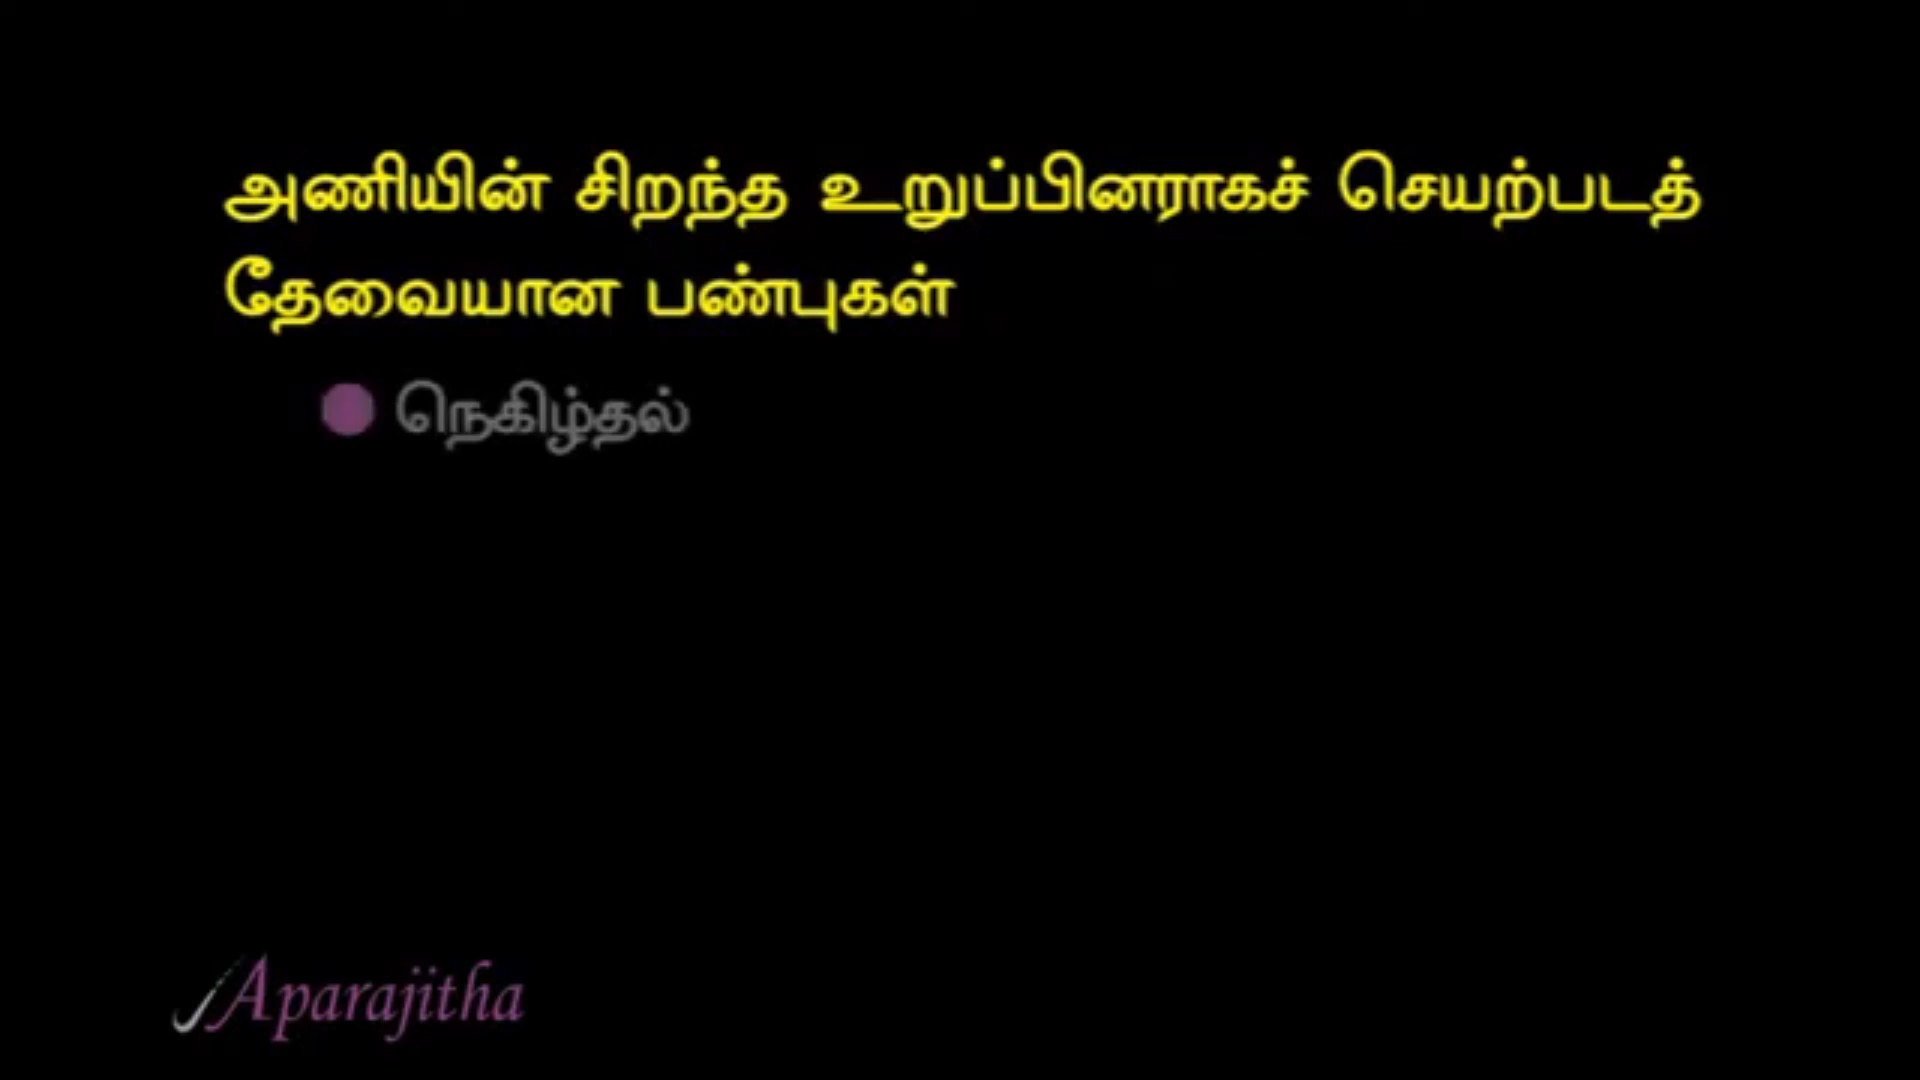 அணியின் சிறந்த உறுப்பினராகச் செயற்படத்
தேவையான பண்புகள்
நெகிழ்தல்
Aparajitha